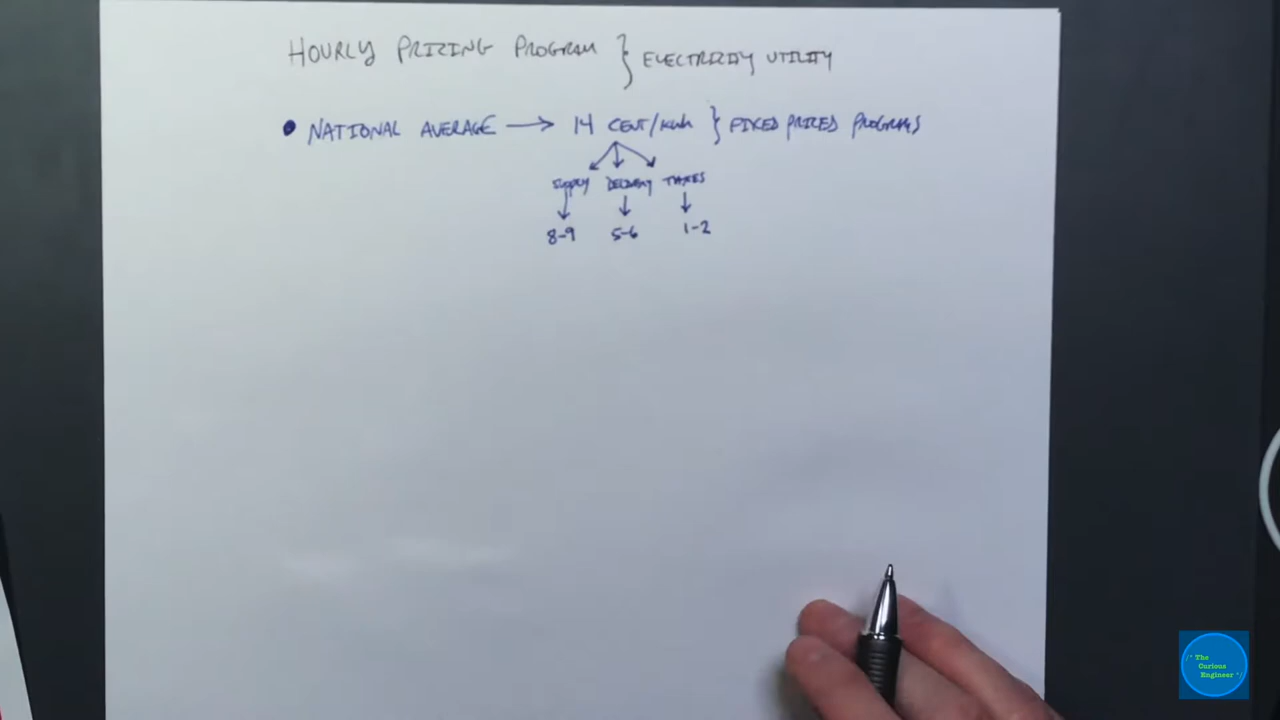 HOURLY PRICING PROGRAM } ELECTRICITY UTILITY
• NATIONAL AVERAGE → 14 CENT/KWh } FIXED PRICED PROGRAMS
SUPPLY DELIVERY TAXES
8-9 5-6 1-2
/* The
Curious
Engineer */